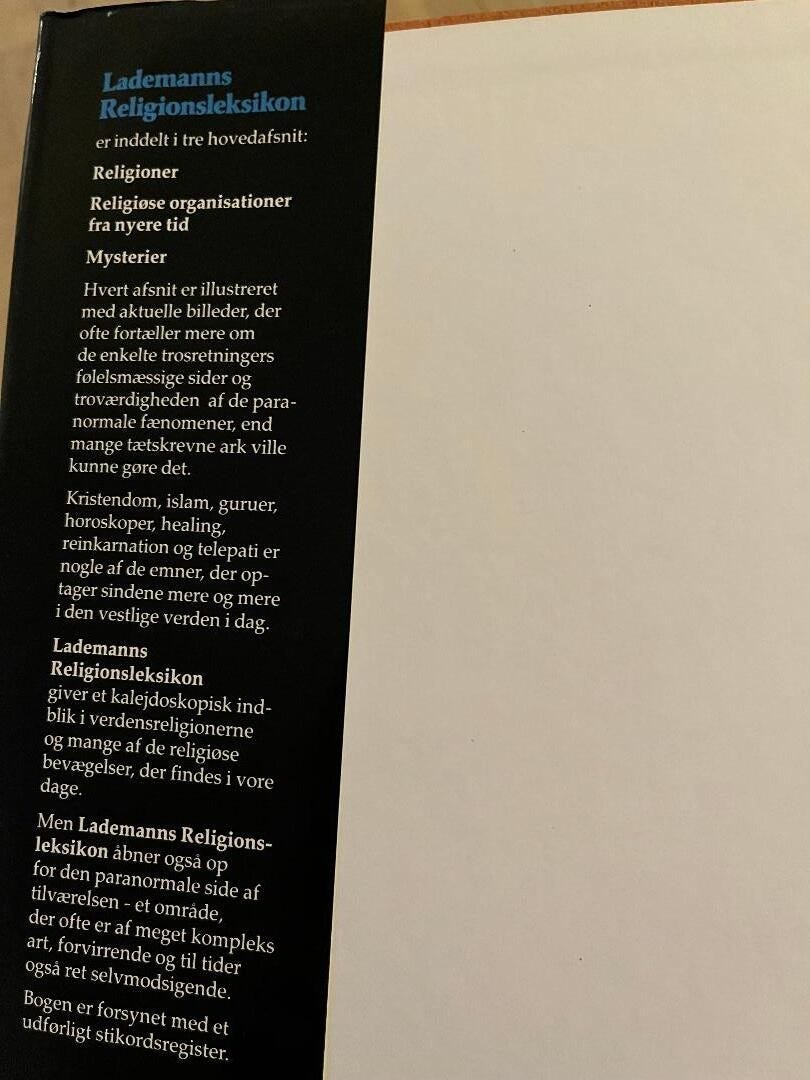 Lademanns
Religionsleksikon
er inddelt i tre hovedafsnit:
Religioner
Religiøse organisationer
fra nyere tid
Mysterier
Hvert afsnit er illustreret
med aktuelle billeder, der
ofte fortæller mere om
de enkelte trosretningers
følelsmæssige sider og
troværdigheden af de para-
normale fænomener, end
mange tætskrevne ark ville
kunne gøre det.
Kristendom, islam, guruer,
horoskoper, healing,
reinkarnation og telepati er
nogle af de emner, der op-
tager sindene mere og mere
i den vestlige verden i dag.
Lademanns
Religionsleksikon
giver et kalejdoskopisk ind-
blik i verdensreligionerne
og mange af de religiøse
bevægelser, der findes i vore
dage.
Men Lademanns Religions-
leksikon åbner også op
for den paranormale side af
tilværelsen - et område,
der ofte er af meget kompleks
art, forvirrende og til tider
også ret selvmodsigende.
Bogen er forsynet med et
udførligt stikordsregister.